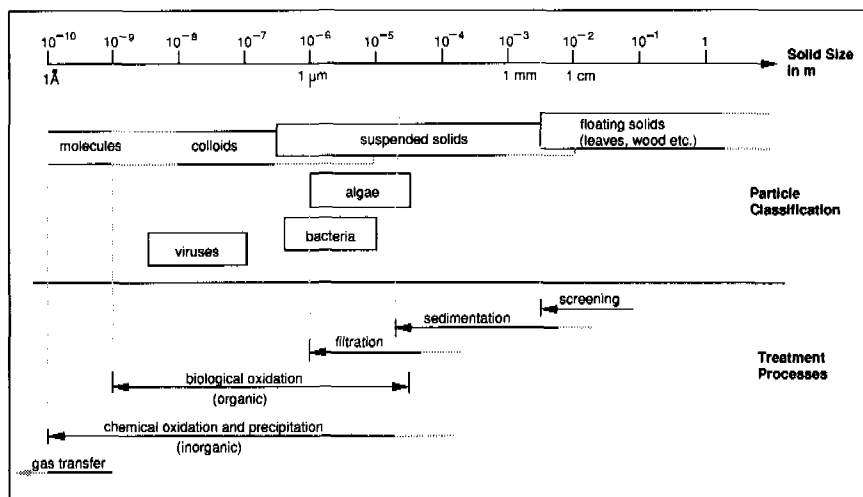 10⁻¹⁰ 10⁻⁹ 10⁻⁸ 10⁻⁷ 10⁻⁶ 10⁻⁵ 10⁻⁴ 10⁻³ 10⁻² 10⁻¹ 1
Solid Size
in m
1Å 1 µm 1 mm 1 cm
floating solids
(leaves, wood etc.)
molecules colloids suspended solids
algae
Particle
Classification
bacteria
viruses
screening
sedimentation
filtration
Treatment
Processes
biological oxidation
(organic)
chemical oxidation and precipitation
(inorganic)
gas transfer